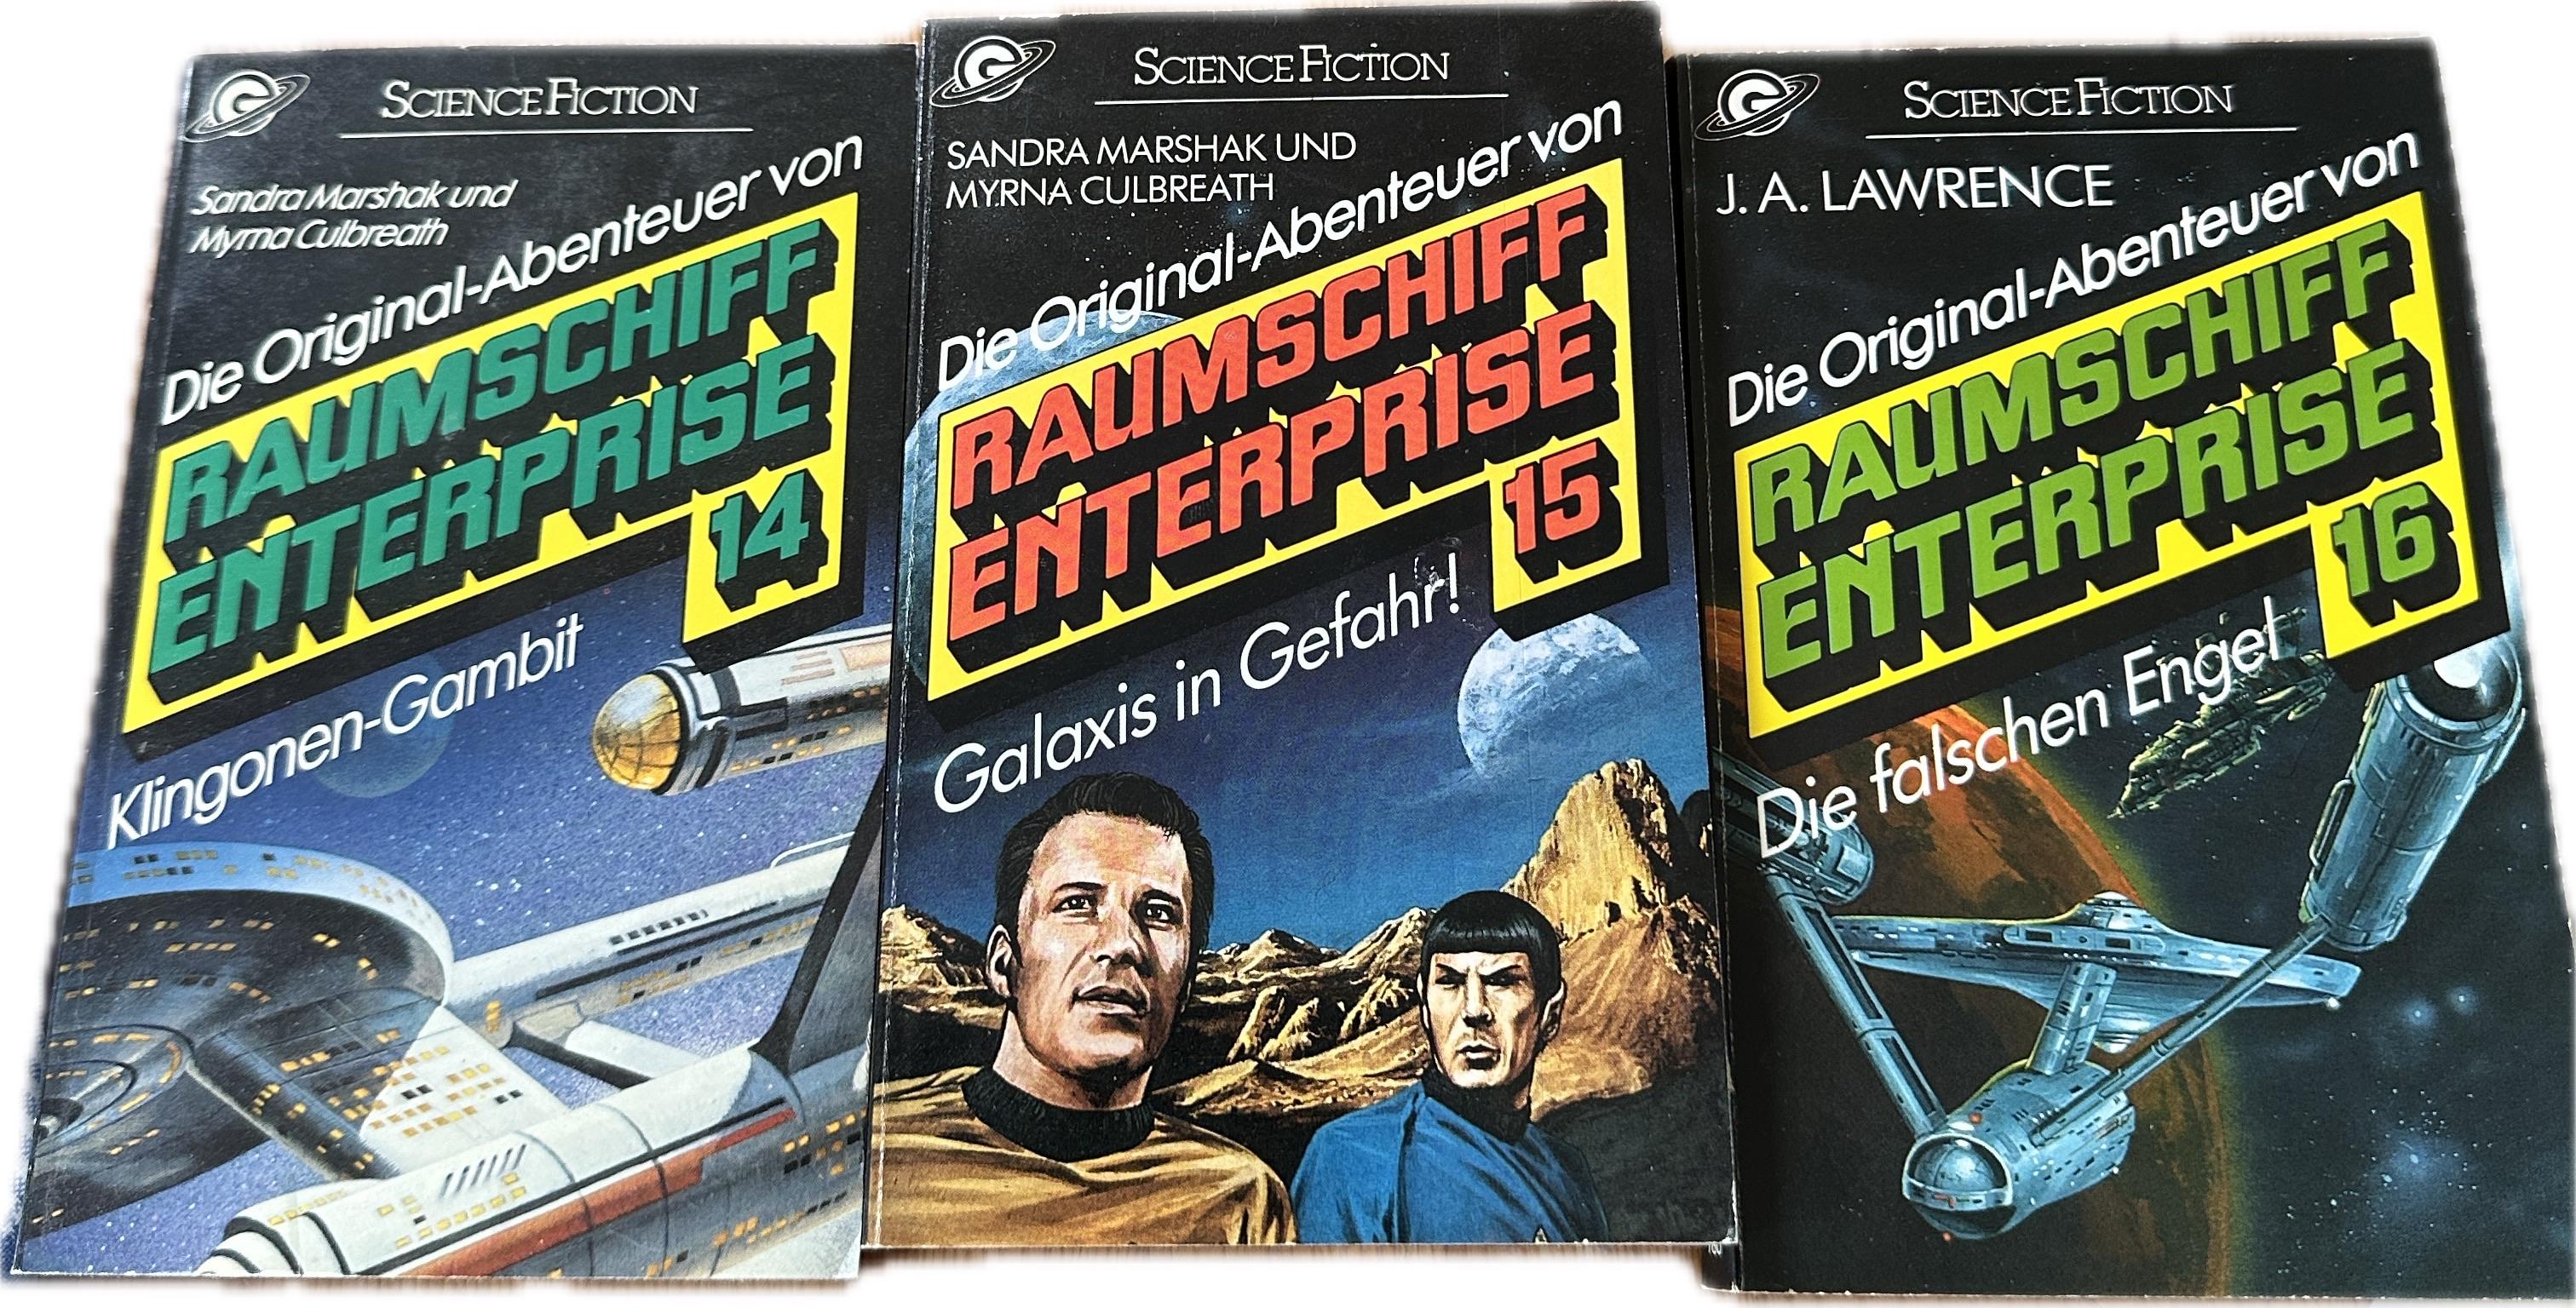 G
SCIENCE FICTION
Sandra Marshak und
Myrna Culbreath
Die Original-Abenteuer von
RAUMSCHIFF
ENTERPRISE
14
Klingonen-Gambit
G
SCIENCE FICTION
SANDRA MARSHAK UND
MYRNA CULBREATH
Die Original-Abenteuer von
RAUMSCHIFF
ENTERPRISE
15
Galaxis in Gefahr!
G
SCIENCE FICTION
J. A. LAWRENCE
Die Original-Abenteuer von
RAUMSCHIFF
ENTERPRISE
16
Die falschen Engel